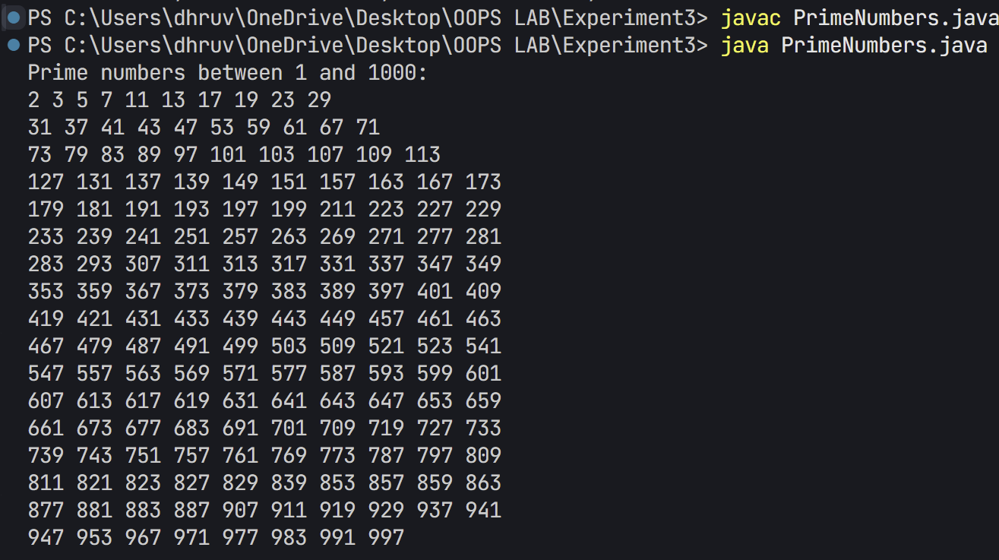 PS C:\Users\dhruv\OneDrive\Desktop\OOPS LAB\Experiment3> javac PrimeNumbers.java
PS C:\Users\dhruv\OneDrive\Desktop\OOPS LAB\Experiment3> java PrimeNumbers.java
Prime numbers between 1 and 1000:
2 3 5 7 11 13 17 19 23 29
31 37 41 43 47 53 59 61 67 71
73 79 83 89 97 101 103 107 109 113
127 131 137 139 149 151 157 163 167 173
179 181 191 193 197 199 211 223 227 229
233 239 241 251 257 263 269 271 277 281
283 293 307 311 313 317 331 337 347 349
353 359 367 373 379 383 389 397 401 409
419 421 431 433 439 443 449 457 461 463
467 479 487 491 499 503 509 521 523 541
547 557 563 569 571 577 587 593 599 601
607 613 617 619 631 641 643 647 653 659
661 673 677 683 691 701 709 719 727 733
739 743 751 757 761 769 773 787 797 809
811 821 823 827 829 839 853 857 859 863
877 881 883 887 907 911 919 929 937 941
947 953 967 971 977 983 991 997